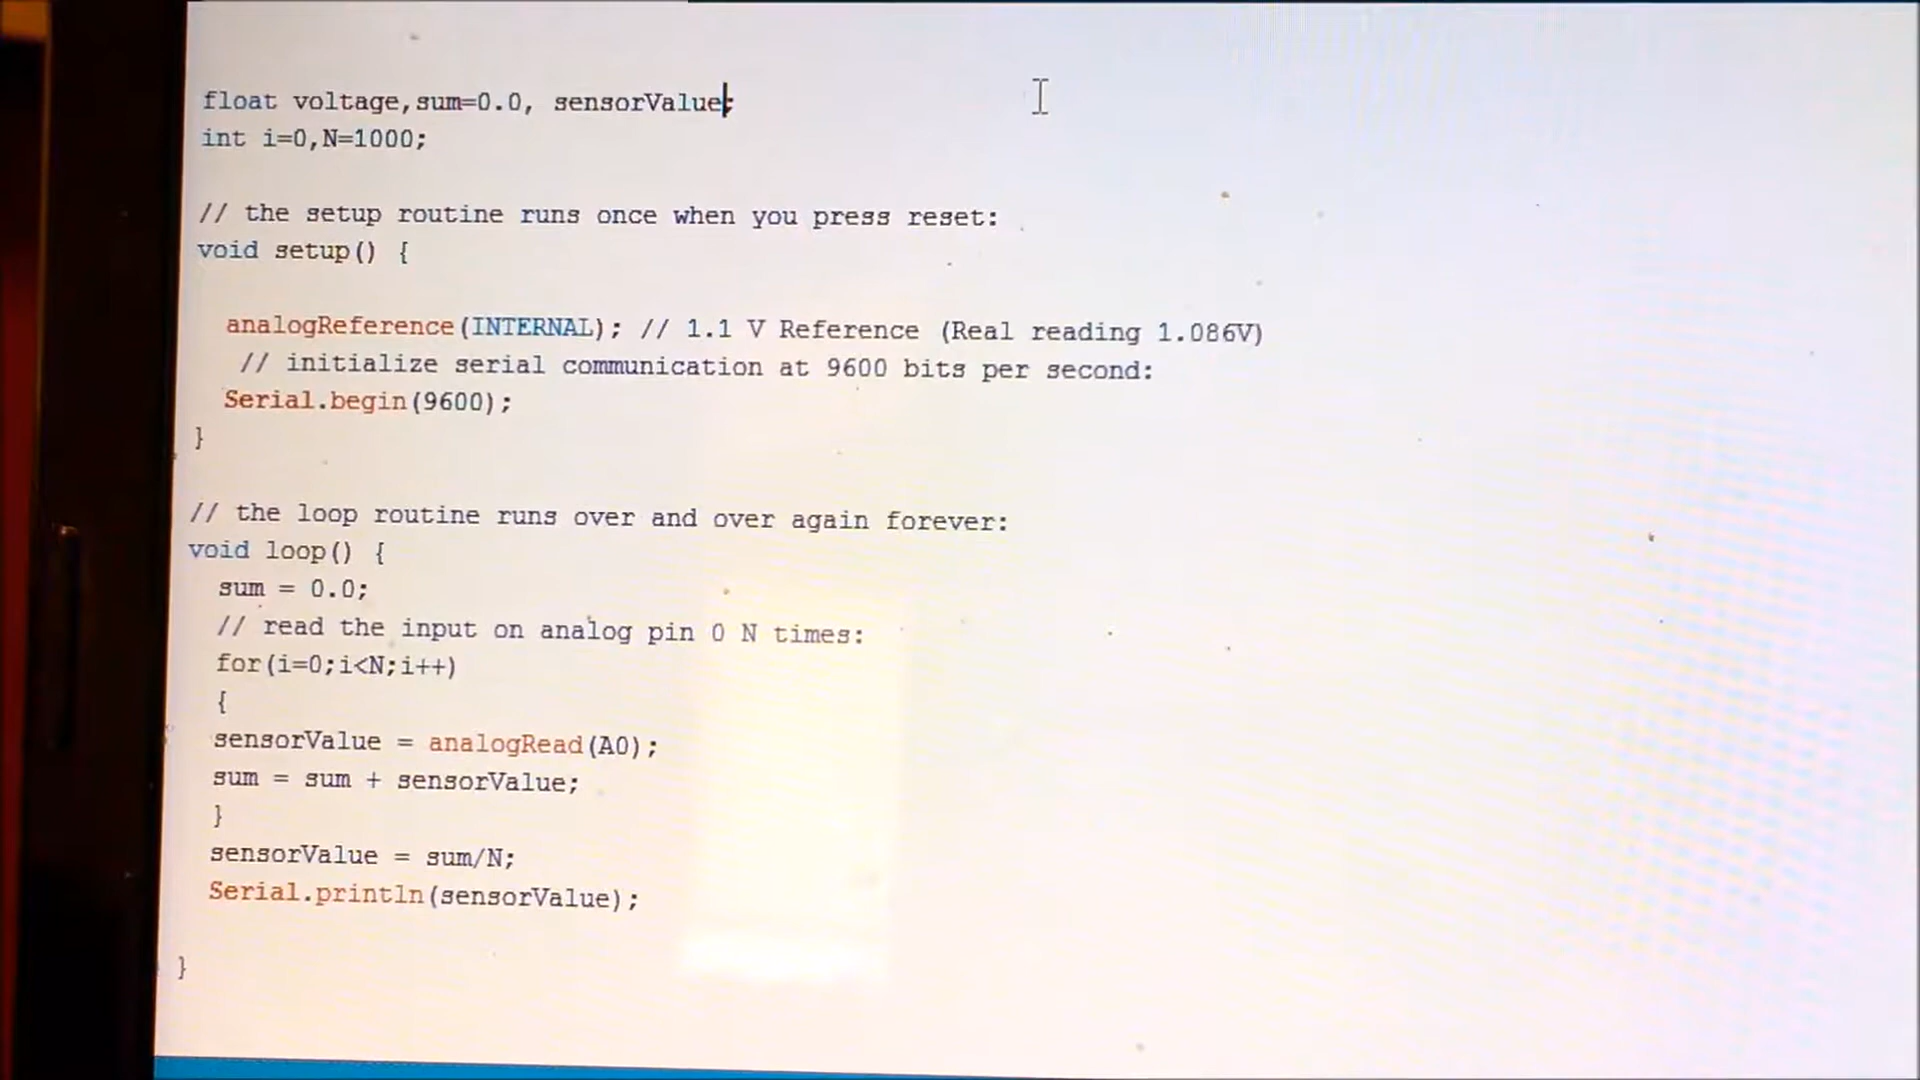 float voltage,sum=0.0, sensorValue;
int i=0,N=1000;
// the setup routine runs once when you press reset:
void setup() {
analogReference(INTERNAL); // 1.1 V Reference (Real reading 1.086V)
// initialize serial communication at 9600 bits per second:
Serial.begin(9600);
}
// the loop routine runs over and over again forever:
void loop() {
sum = 0.0;
// read the input on analog pin 0 N times:
for(i=0;i<N;i++)
{
sensorValue = analogRead(A0);
sum = sum + sensorValue;
}
sensorValue = sum/N;
Serial.println(sensorValue);
}